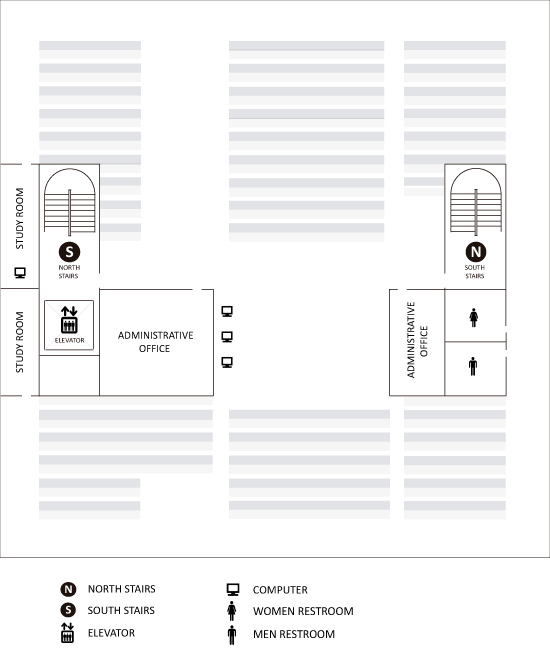 STUDY ROOM
S
NORTH
STAIRS
N
SOUTH
STAIRS
STUDY ROOM
ELEVATOR
ADMINISTRATIVE
OFFICE
ADMINISTRATIVE
OFFICE
N NORTH STAIRS
S SOUTH STAIRS
ELEVATOR
COMPUTER
WOMEN RESTROOM
MEN RESTROOM